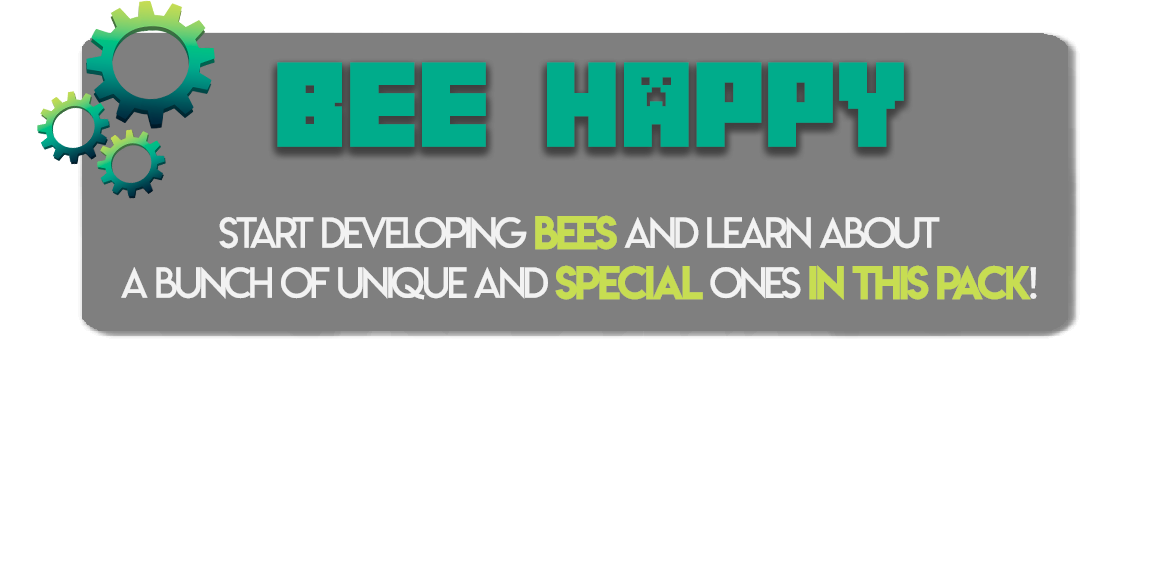 BEE HAPPY
START DEVELOPING BEES AND LEARN ABOUT
A BUNCH OF UNIQUE AND SPECIAL ONES IN THIS PACK!